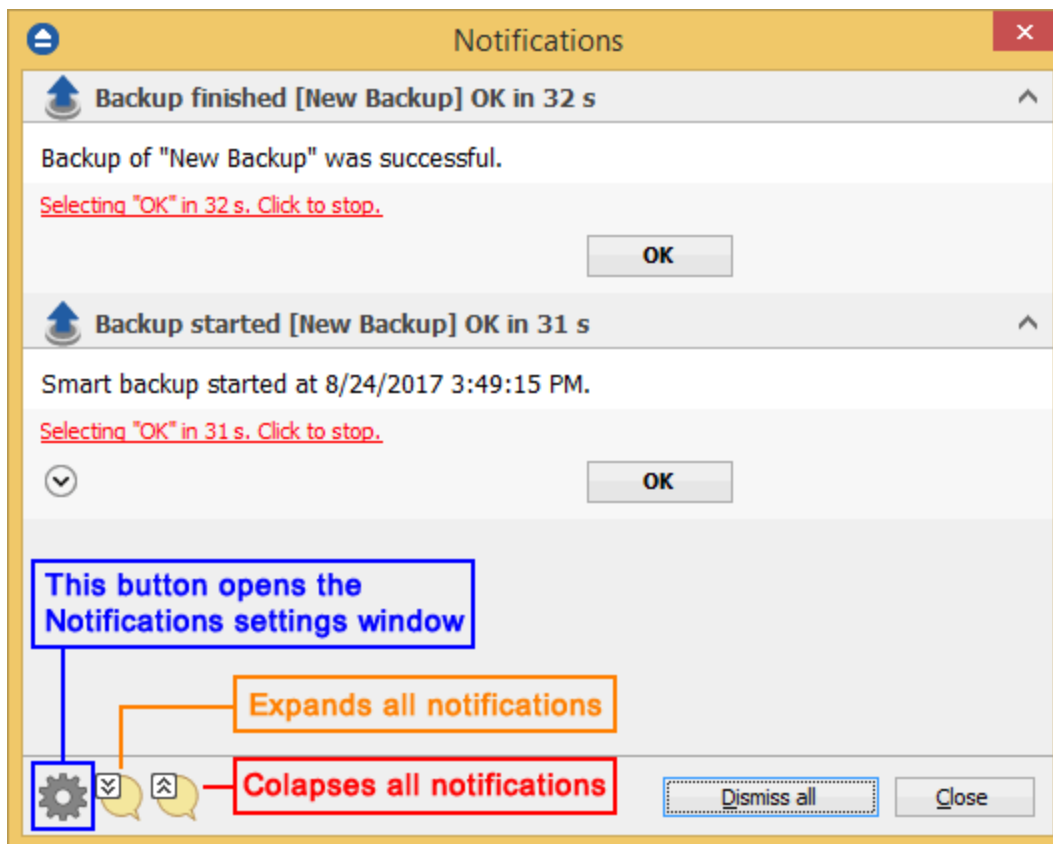 Notifications
Backup finished [New Backup] OK in 32 s
Backup of "New Backup" was successful.
Selecting "OK" in 32 s. Click to stop.
OK
Backup started [New Backup] OK in 31 s
Smart backup started at 8/24/2017 3:49:15 PM.
Selecting "OK" in 31 s. Click to stop.
OK
This button opens the
Notifications settings window
Expands all notifications
Colapses all notifications
Dismiss all
Close